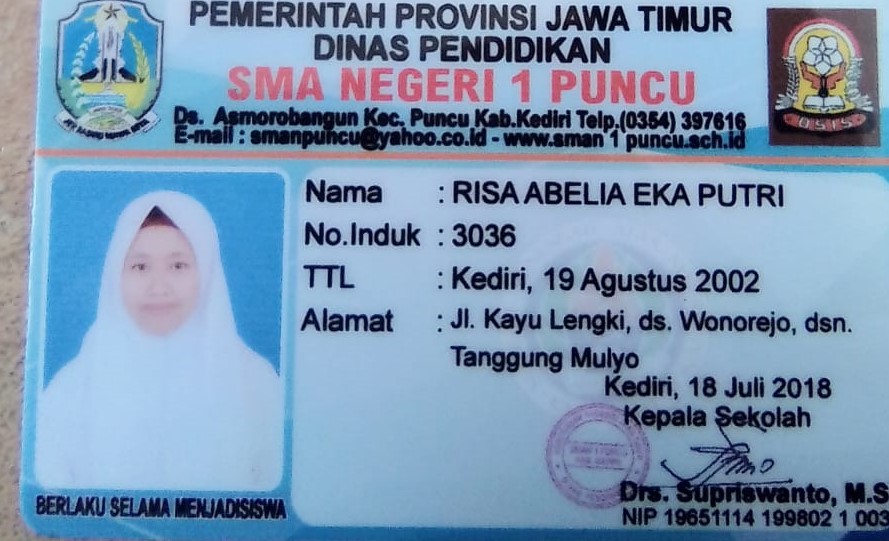 PEMERINTAH PROVINSI JAWA TIMUR
DINAS PENDIDIKAN
SMA NEGERI 1 PUNCU
Ds. Asmorobangun Kec. Puncu Kab.Kediri Telp.(0354) 397616
E-mail : smanpuncu@yahoo.co.id - www.sman 1 puncu.sch.id
OSIS
Nama : RISA ABELIA EKA PUTRI
No.Induk : 3036
TTL : Kediri, 19 Agustus 2002
Alamat : Jl. Kayu Lengki, ds. Wonorejo, dsn.
Tanggung Mulyo
Kediri, 18 Juli 2018
Kepala Sekolah
Drs. Supriswanto, M.S
NIP 19651114 199802 1 003
BERLAKU SELAMA MENJADISISWA